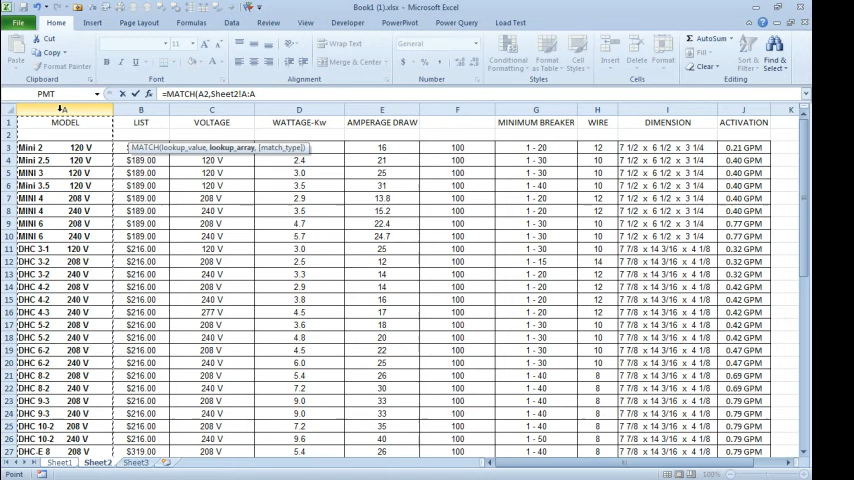 Book1 (1).xlsx - Microsoft Excel
File Home Insert Page Layout Formulas Data Review View Developer PowerPivot Power Query Load Test
Cut
Copy
Format Painter
Paste
Wrap Text
Merge & Center
General
Conditional Formatting
Format as Table
Cell Styles
Insert Delete Format
AutoSum
Fill
Clear
Sort & Filter
Find & Select
Clipboard Font Alignment Number Styles Cells Editing
PMT =MATCH(A2,Sheet2!A:A
A B C D E F G H I J K
1 MODEL LIST VOLTAGE WATTAGE-Kw AMPERAGE DRAW MINIMUM BREAKER WIRE DIMENSION ACTIVATION
2
MATCH(lookup_value, lookup_array, [match_type])
3 Mini 2 120 V 16 100 1 - 20 12 7 1/2 x 6 1/2 x 3 1/4 0.21 GPM
4 Mini 2.5 120 V $189.00 120 V 2.4 21 100 1 - 25 10 7 1/2 x 6 1/2 x 3 1/4 0.40 GPM
5 MINI 3 120 V $189.00 120 V 3.0 25 100 1 - 30 10 7 1/2 x 6 1/2 x 3 1/4 0.40 GPM
6 Mini 3.5 120 V $189.00 120 V 3.5 31 100 1 - 40 10 7 1/2 x 6 1/2 x 3 1/4 0.40 GPM
7 MINI 4 208 V $189.00 208 V 2.9 13.8 100 1 - 20 12 7 1/2 x 6 1/2 x 3 1/4 0.40 GPM
8 MINI 4 240 V $189.00 240 V 3.5 15.2 100 1 - 20 12 7 1/2 x 6 1/2 x 3 1/4 0.40 GPM
9 MINI 6 208 V $189.00 208 V 4.7 22.4 100 1 - 30 10 7 1/2 x 6 1/2 x 3 1/4 0.77 GPM
10 MINI 6 240 V $189.00 240 V 5.7 24.7 100 1 - 30 10 7 1/2 x 6 1/2 x 3 1/4 0.77 GPM
11 DHC 3-1 120 V $216.00 120 V 3.0 25 100 1 - 30 10 7 7/8 x 14 3/16 x 4 1/8 0.32 GPM
12 DHC 3-2 208 V $216.00 208 V 2.5 12 100 1 - 15 14 7 7/8 x 14 3/16 x 4 1/8 0.32 GPM
13 DHC 3-2 240 V $216.00 240 V 3.3 14 100 1 - 20 12 7 7/8 x 14 3/16 x 4 1/8 0.32 GPM
14 DHC 4-2 208 V $216.00 208 V 2.9 14 100 1 - 20 12 7 7/8 x 14 3/16 x 4 1/8 0.42 GPM
15 DHC 4-2 240 V $216.00 240 V 3.8 16 100 1 - 20 12 7 7/8 x 14 3/16 x 4 1/8 0.42 GPM
16 DHC 4-3 240 V $216.00 277 V 4.5 17 100 1 - 20 12 7 7/8 x 14 3/16 x 4 1/8 0.42 GPM
17 DHC 5-2 208 V $216.00 208 V 3.6 18 100 1 - 30 10 7 7/8 x 14 3/16 x 4 1/8 0.42 GPM
18 DHC 5-2 240 V $216.00 240 V 4.8 20 100 1 - 30 10 7 7/8 x 14 3/16 x 4 1/8 0.42 GPM
19 DHC 6-2 208 V $216.00 208 V 4.5 22 100 1 - 30 10 7 7/8 x 14 3/16 x 4 1/8 0.47 GPM
20 DHC 6-2 240 V $216.00 240 V 6.0 25 100 1 - 30 10 7 7/8 x 14 3/16 x 4 1/8 0.47 GPM
21 DHC 8-2 208 V $216.00 208 V 5.4 26 100 1 - 40 8 7 7/8 x 14 3/16 x 4 1/8 0.69 GPM
22 DHC 8-2 240 V $216.00 240 V 7.2 30 100 1 - 40 8 7 7/8 x 14 3/16 x 4 1/8 0.69 GPM
23 DHC 9-3 208 V $216.00 240 V 9.0 33 100 1 - 40 8 7 7/8 x 14 3/16 x 4 1/8 0.79 GPM
24 DHC 9-3 240 V $216.00 240 V 9.0 33 100 1 - 40 8 7 7/8 x 14 3/16 x 4 1/8 0.79 GPM
25 DHC 10-2 208 V $216.00 208 V 7.2 35 100 1 - 40 8 7 7/8 x 14 3/16 x 4 1/8 0.79 GPM
26 DHC 10-2 240 V $216.00 240 V 9.6 40 100 1 - 50 8 7 7/8 x 14 3/16 x 4 1/8 0.79 GPM
27 DHC-E 8 208 V $319.00 208 V 5.4 26 100 1 - 40 8 7 7/8 x 14 3/16 x 4 1/8 0.79 GPM
Sheet1 Sheet2 Sheet3
Point 100%